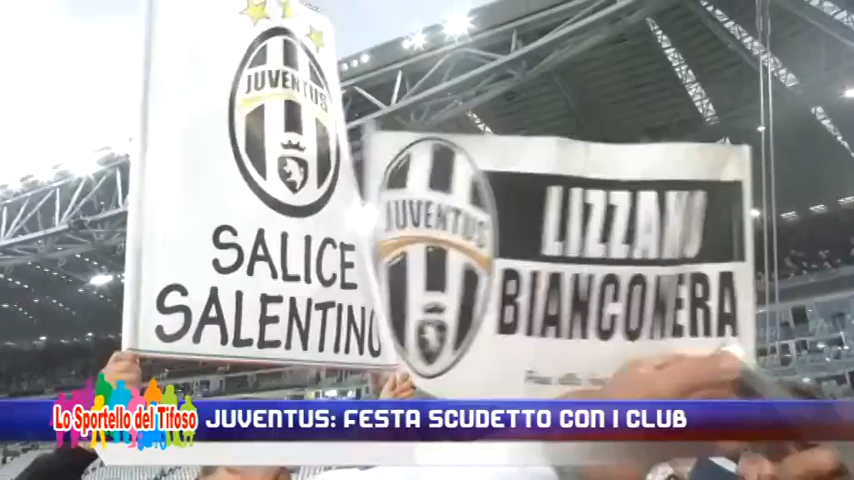 JUVENTUS
SALICE
SALENTINO
JUVENTUS
LIZZANO
BIANCONERA
Lo Sportello del Tifoso
JUVENTUS: FESTA SCUDETTO CON I CLUB